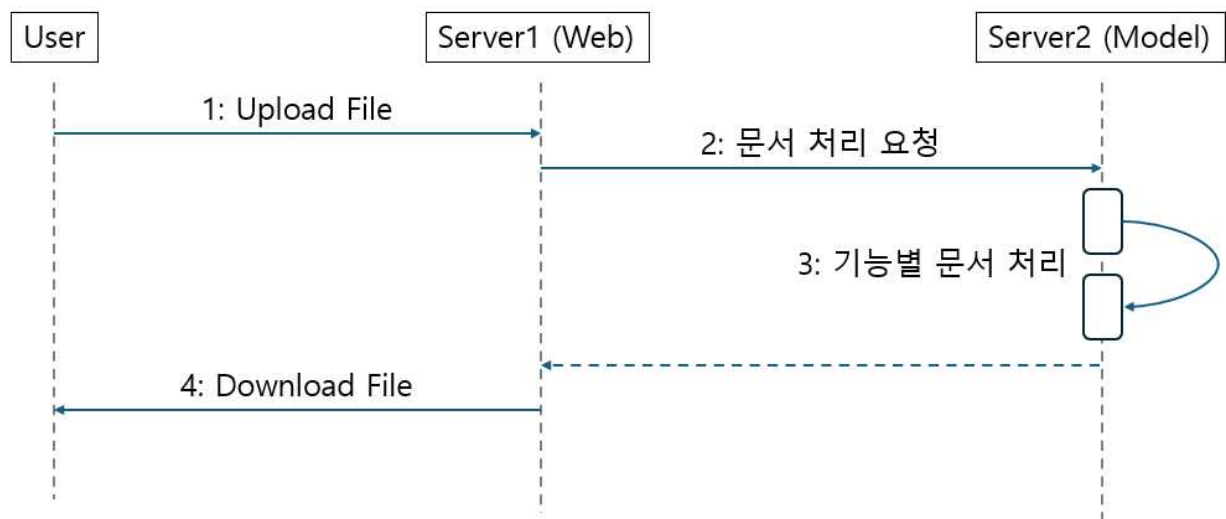 User
Server1 (Web)
Server2 (Model)
1: Upload File
2: 문서 처리 요청
3: 기능별 문서 처리
4: Download File